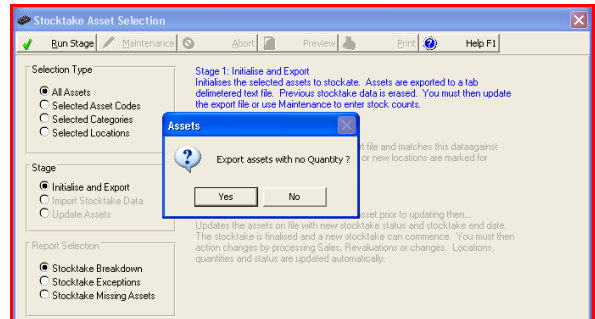 Stocktake Asset Selection
Run Stage Maintenance Abort Preview Print Help F1
Selection Type
All Assets
Selected Asset Codes
Selected Categories
Selected Locations
Stage 1: Initialise and Export
Initialises the selected assets to stockate. Assets are exported to a tab
delimetered text file. Previous stocktake data is erased. You must then update
the export file or use Maintenance to enter stock counts.
Assets
Export assets with no Quantity ?
Yes No
t file and matches this dataagainst
or new locations are marked for
Stage
Initialise and Export
Import Stocktake Data
Update Assets
asset prior to updating then...
Updates the assets on file with new stocktake status and stocktake end date.
The stocktake is finalised and a new stocktake can commence. You must then
action changes by processing Sales, Revaluations or changes. Locations,
quantities and status are updated automatically.
Report Selection
Stocktake Breakdown
Stocktake Exceptions
Stocktake Missing Assets